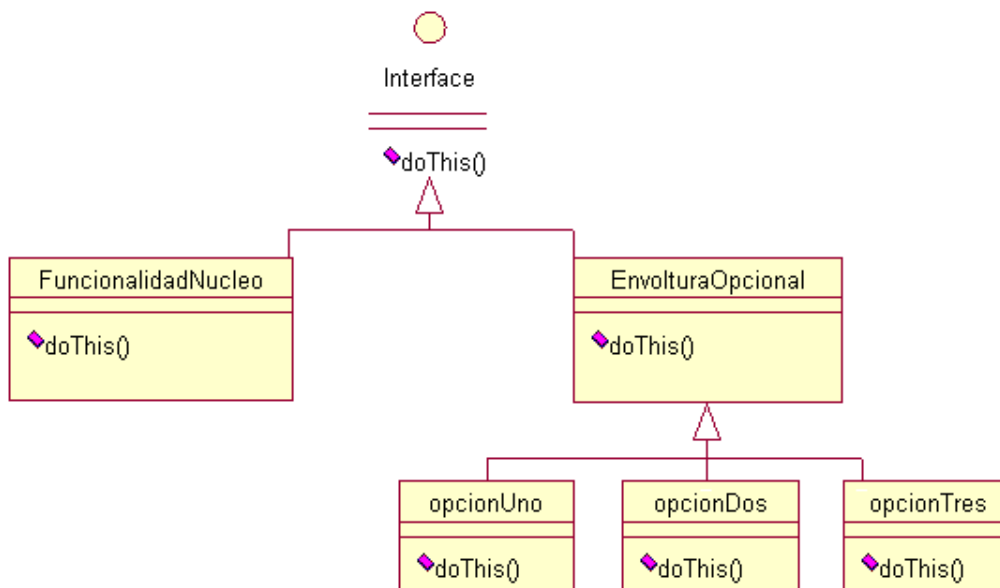 Interface
doThis()
FuncionalidadNucleo
doThis()
EnvolturaOpcional
doThis()
opcionUno
doThis()
opcionDos
doThis()
opcionTres
doThis()